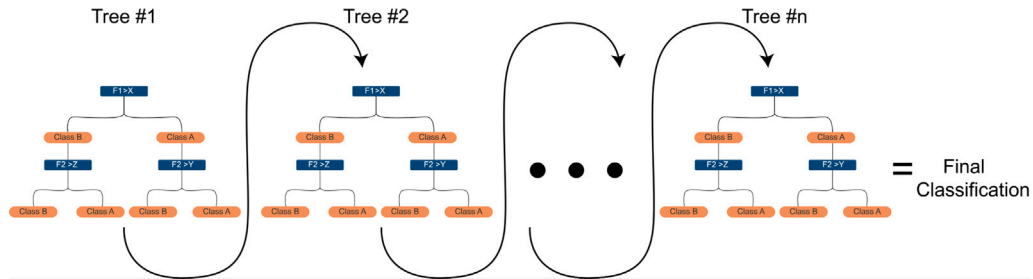 Tree #1
Tree #2
Tree #n
F1>X
F1>X
F1>X
Class B
Class A
Class B
Class A
Class B
Class A
F2 >Z
F2 >Y
F2 >Z
F2 >Y
F2 >Z
F2 >Y
=
Final
Classification
Class B
Class A
Class B
Class A
Class B
Class A
Class B
Class A
Class B
Class A
Class B
Class A